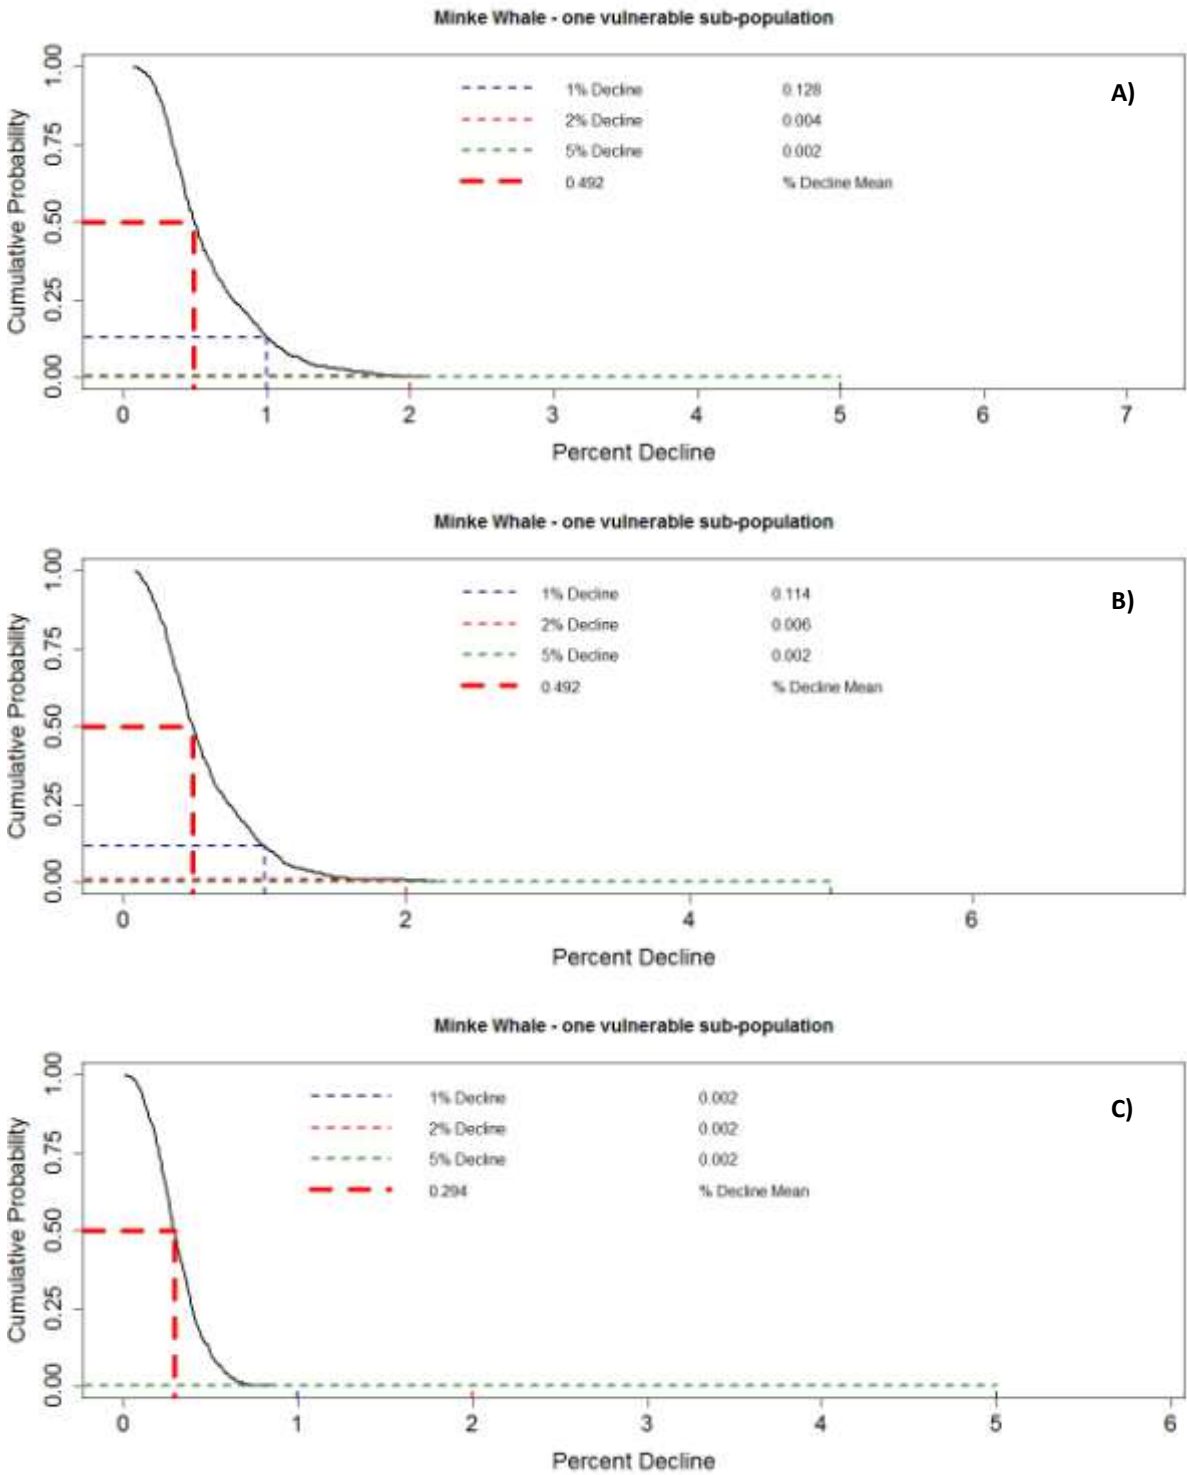 Minke Whale - one vulnerable sub-population
A)
1% Decline 0.128
2% Decline 0.004
5% Decline 0.002
0.492 % Decline Mean
Cumulative Probability
1.00
0.75
0.50
0.25
0.00
0 1 2 3 4 5 6 7
Percent Decline
Minke Whale - one vulnerable sub-population
B)
1% Decline 0.114
2% Decline 0.006
5% Decline 0.002
0.492 % Decline Mean
Cumulative Probability
1.00
0.75
0.50
0.25
0.00
0 2 4 6
Percent Decline
Minke Whale - one vulnerable sub-population
C)
1% Decline 0.002
2% Decline 0.002
5% Decline 0.002
0.294 % Decline Mean
Cumulative Probability
1.00
0.75
0.50
0.25
0.00
0 1 2 3 4 5 6
Percent Decline